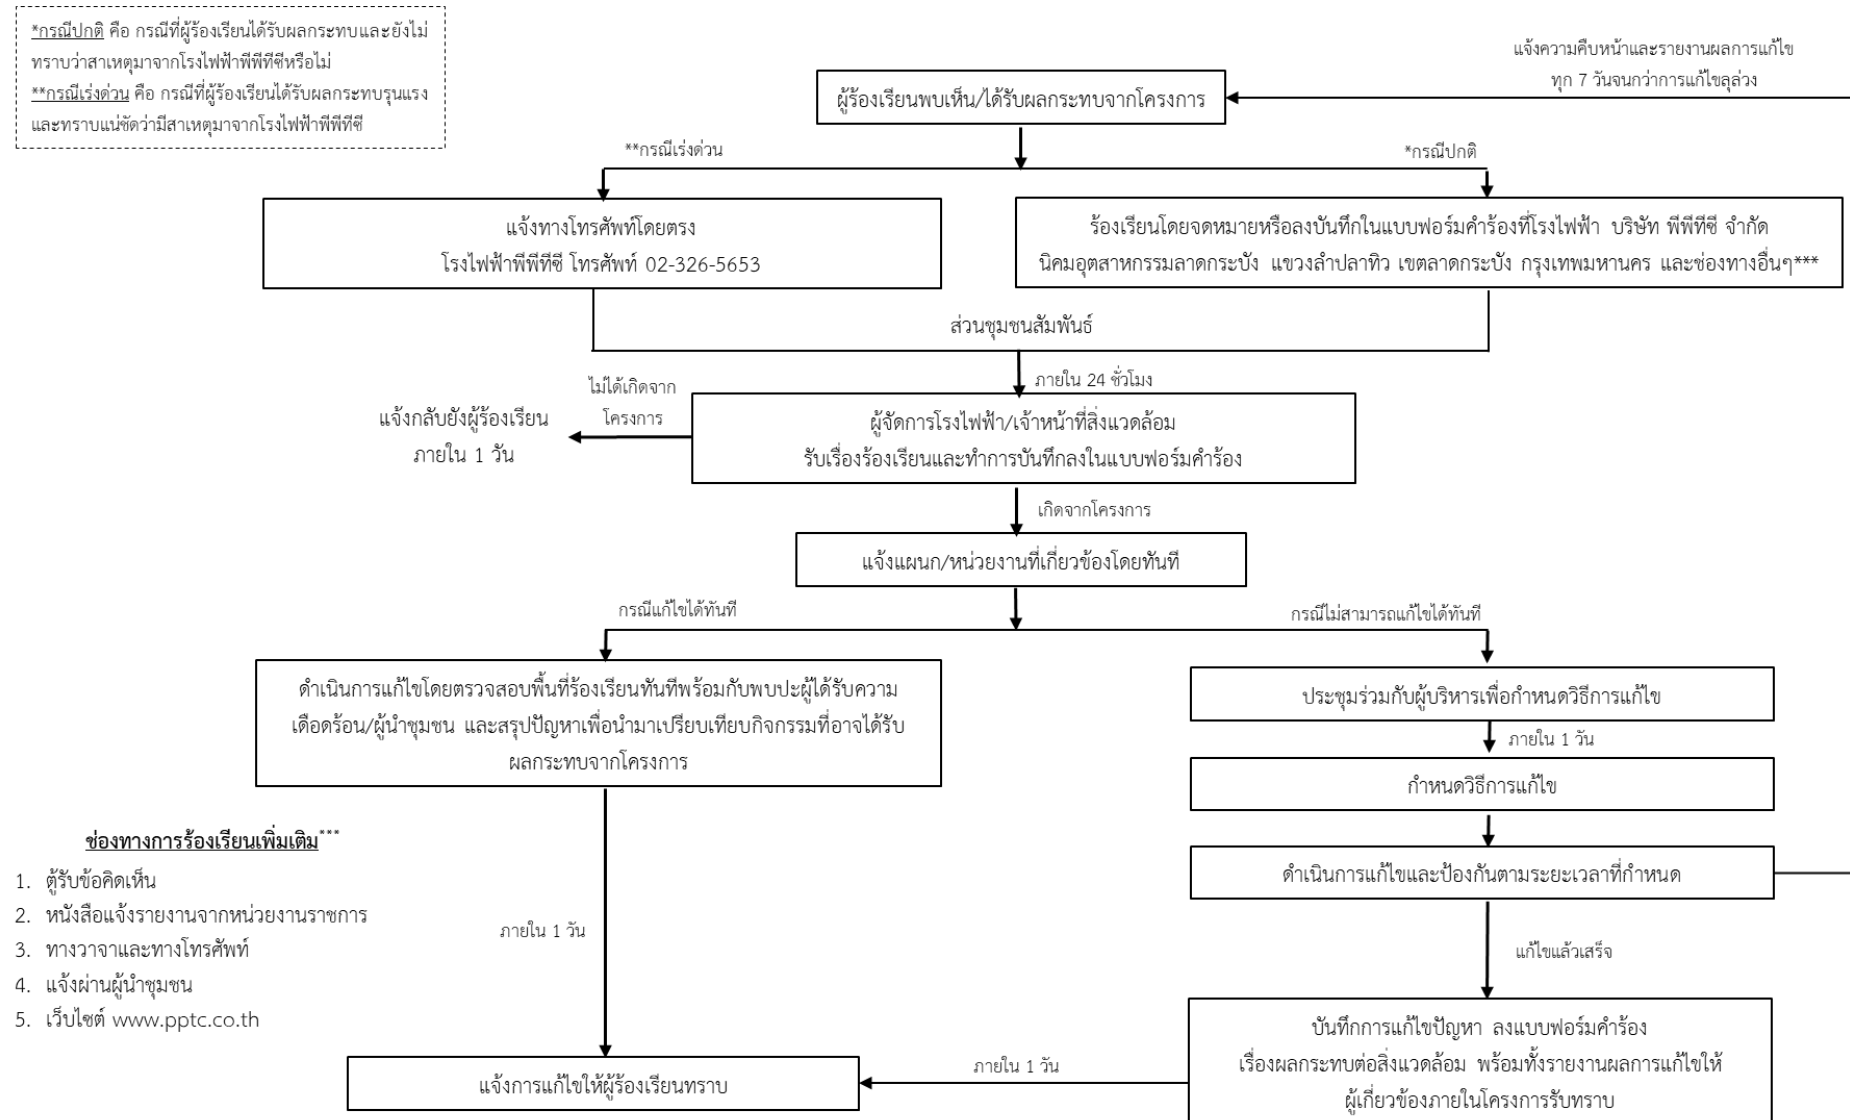 *กรณีปกติ คือ กรณีที่ผู้ร้องเรียนได้รับผลกระทบและยังไม่
ทราบว่าสาเหตุมาจากโรงไฟฟ้าพีพีทีซีหรือไม่
**กรณีเร่งด่วน คือ กรณีที่ผู้ร้องเรียนได้รับผลกระทบรุนแรง
และทราบแน่ชัดว่ามีสาเหตุมาจากโรงไฟฟ้าพีพีทีซี
แจ้งความคืบหน้าและรายงานผลการแก้ไข
ทุก 7 วันจนกว่าการแก้ไขลุล่วง
ผู้ร้องเรียนพบเห็น/ได้รับผลกระทบจากโครงการ
**กรณีเร่งด่วน
*กรณีปกติ
แจ้งทางโทรศัพท์โดยตรง
โรงไฟฟ้าพีพีทีซี โทรศัพท์ 02-326-5653
ร้องเรียนโดยจดหมายหรือลงบันทึกในแบบฟอร์มคำร้องที่โรงไฟฟ้า บริษัท พีพีทีซี จำกัด
นิคมอุตสาหกรรมลาดกระบัง แขวงลำปลาทิว เขตลาดกระบัง กรุงเทพมหานคร และช่องทางอื่นๆ***
ส่วนชุมชนสัมพันธ์
ภายใน 24 ชั่วโมง
ไม่ได้เกิดจาก
โครงการ
แจ้งกลับยังผู้ร้องเรียน
ภายใน 1 วัน
ผู้จัดการโรงไฟฟ้า/เจ้าหน้าที่สิ่งแวดล้อม
รับเรื่องร้องเรียนและทำการบันทึกลงในแบบฟอร์มคำร้อง
เกิดจากโครงการ
แจ้งแผนก/หน่วยงานที่เกี่ยวข้องโดยทันที
กรณีแก้ไขได้ทันที
กรณีไม่สามารถแก้ไขได้ทันที
ดำเนินการแก้ไขโดยตรวจสอบพื้นที่ร้องเรียนทันทีพร้อมกับพบปะผู้ได้รับความ
เดือดร้อน/ผู้นำชุมชน และสรุปปัญหาเพื่อนำมาเปรียบเทียบกิจกรรมที่อาจได้รับ
ผลกระทบจากโครงการ
ประชุมร่วมกับผู้บริหารเพื่อกำหนดวิธีการแก้ไข
ภายใน 1 วัน
กำหนดวิธีการแก้ไข
ดำเนินการแก้ไขและป้องกันตามระยะเวลาที่กำหนด
ช่องทางการร้องเรียนเพิ่มเติม***
1. ตู้รับข้อคิดเห็น
2. หนังสือแจ้งรายงานจากหน่วยงานราชการ
3. ทางวาจาและทางโทรศัพท์
4. แจ้งผ่านผู้นำชุมชน
5. เว็บไซต์ www.pptc.co.th
ภายใน 1 วัน
แก้ไขแล้วเสร็จ
บันทึกการแก้ไขปัญหา ลงแบบฟอร์มคำร้อง
เรื่องผลกระทบต่อสิ่งแวดล้อม พร้อมทั้งรายงานผลการแก้ไขให้
ผู้เกี่ยวข้องภายในโครงการรับทราบ
ภายใน 1 วัน
แจ้งการแก้ไขให้ผู้ร้องเรียนทราบ